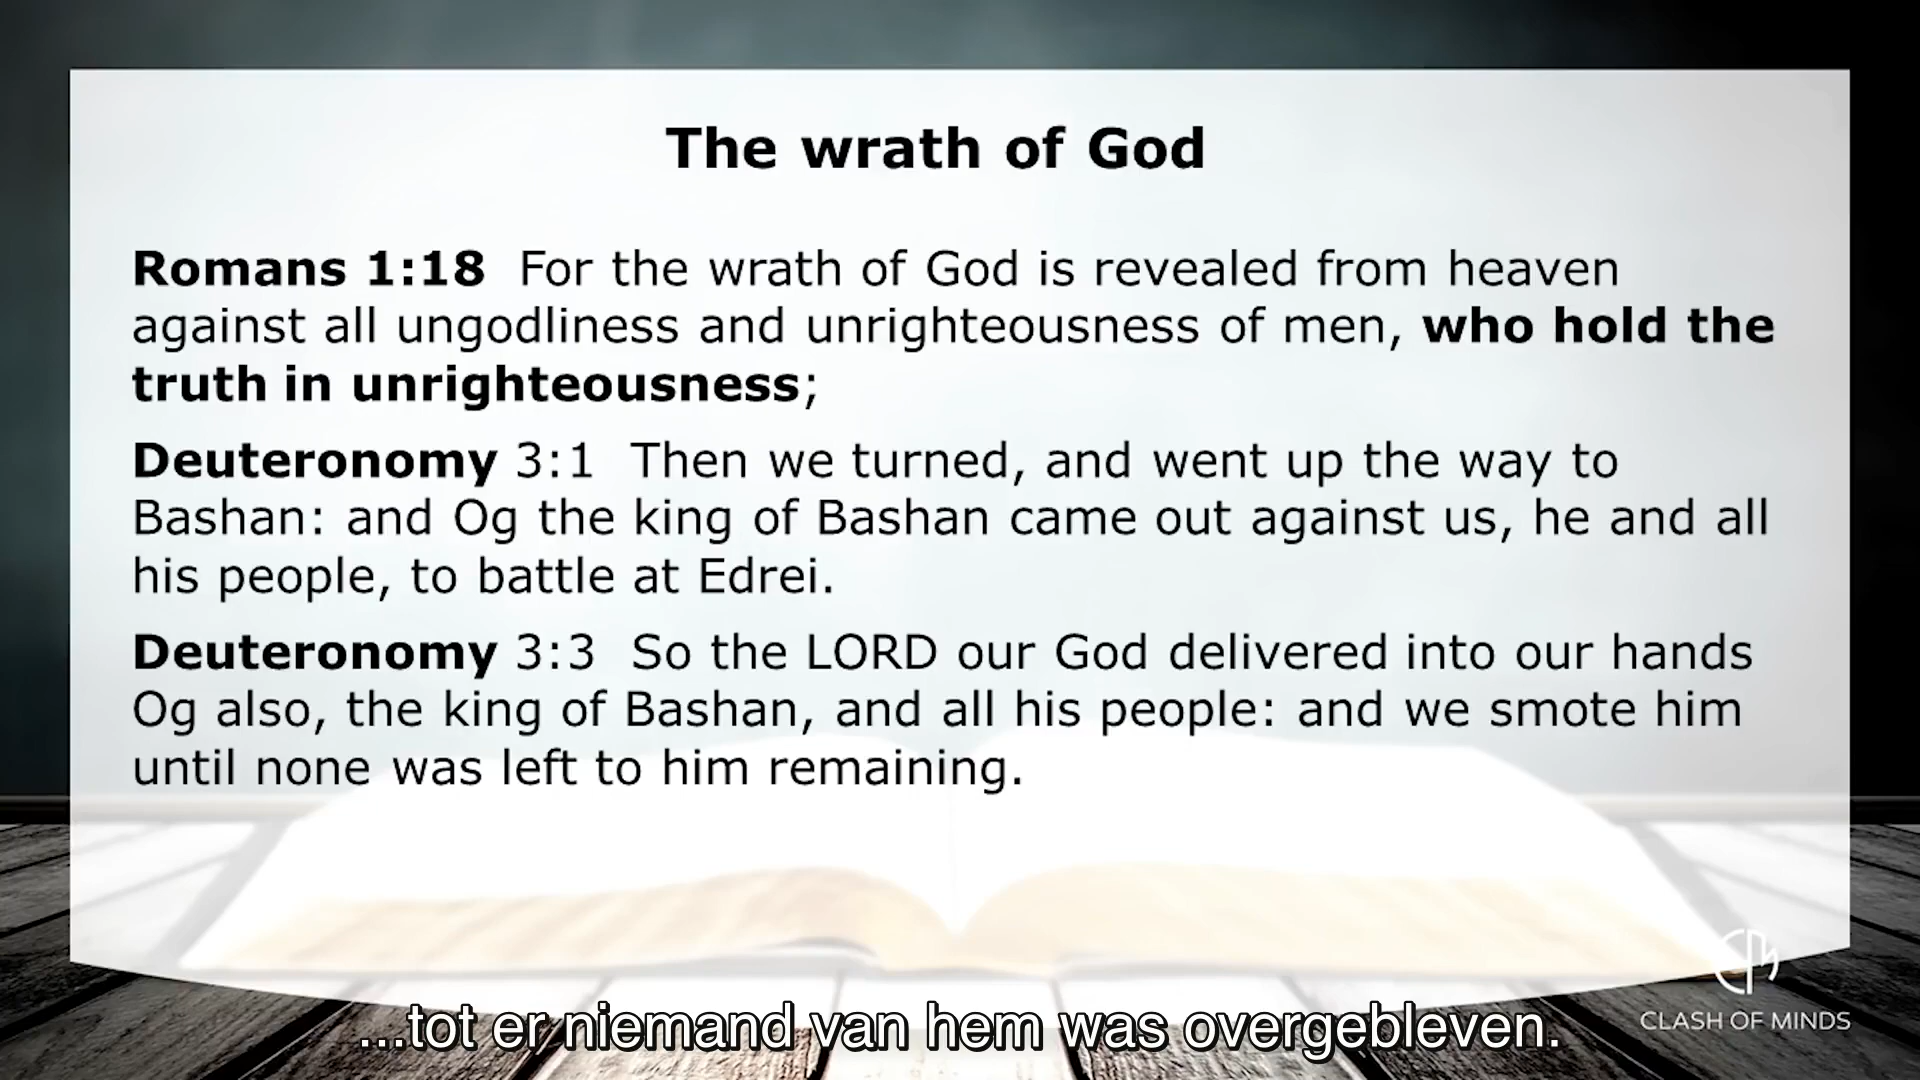 The wrath of God
Romans 1:18 For the wrath of God is revealed from heaven
against all ungodliness and unrighteousness of men, who hold the
truth in unrighteousness;
Deuteronomy 3:1 Then we turned, and went up the way to
Bashan: and Og the king of Bashan came out against us, he and all
his people, to battle at Edrei.
Deuteronomy 3:3 So the LORD our God delivered into our hands
Og also, the king of Bashan, and all his people: and we smote him
until none was left to him remaining.
...tot er niemand van hem was overgebleven.
CLASH OF MINDS